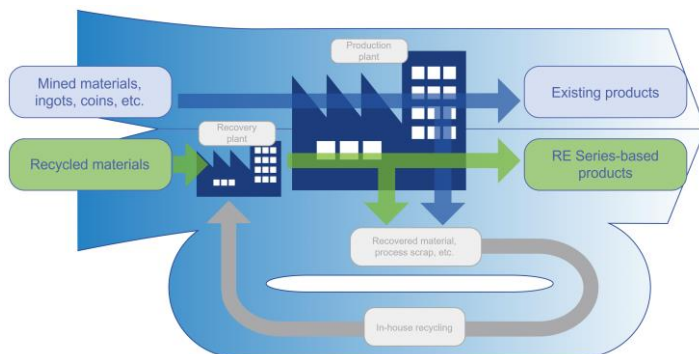 Production
plant
Mined materials,
ingots, coins, etc.
Existing products
Recovery
plant
Recycled materials
RE Series-based
products
Recovered material,
process scrap, etc.
In-house recycling